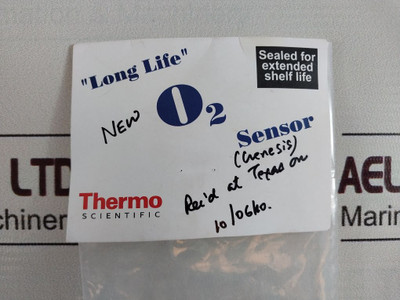 "Long Life"
Sealed for
extended
shelf life
NEW
O2
Sensor
(Genesis)
Rec'd at Texas on
10/06/10.
Thermo
SCIENTIFIC
LTD
AEL
chiner
Marin